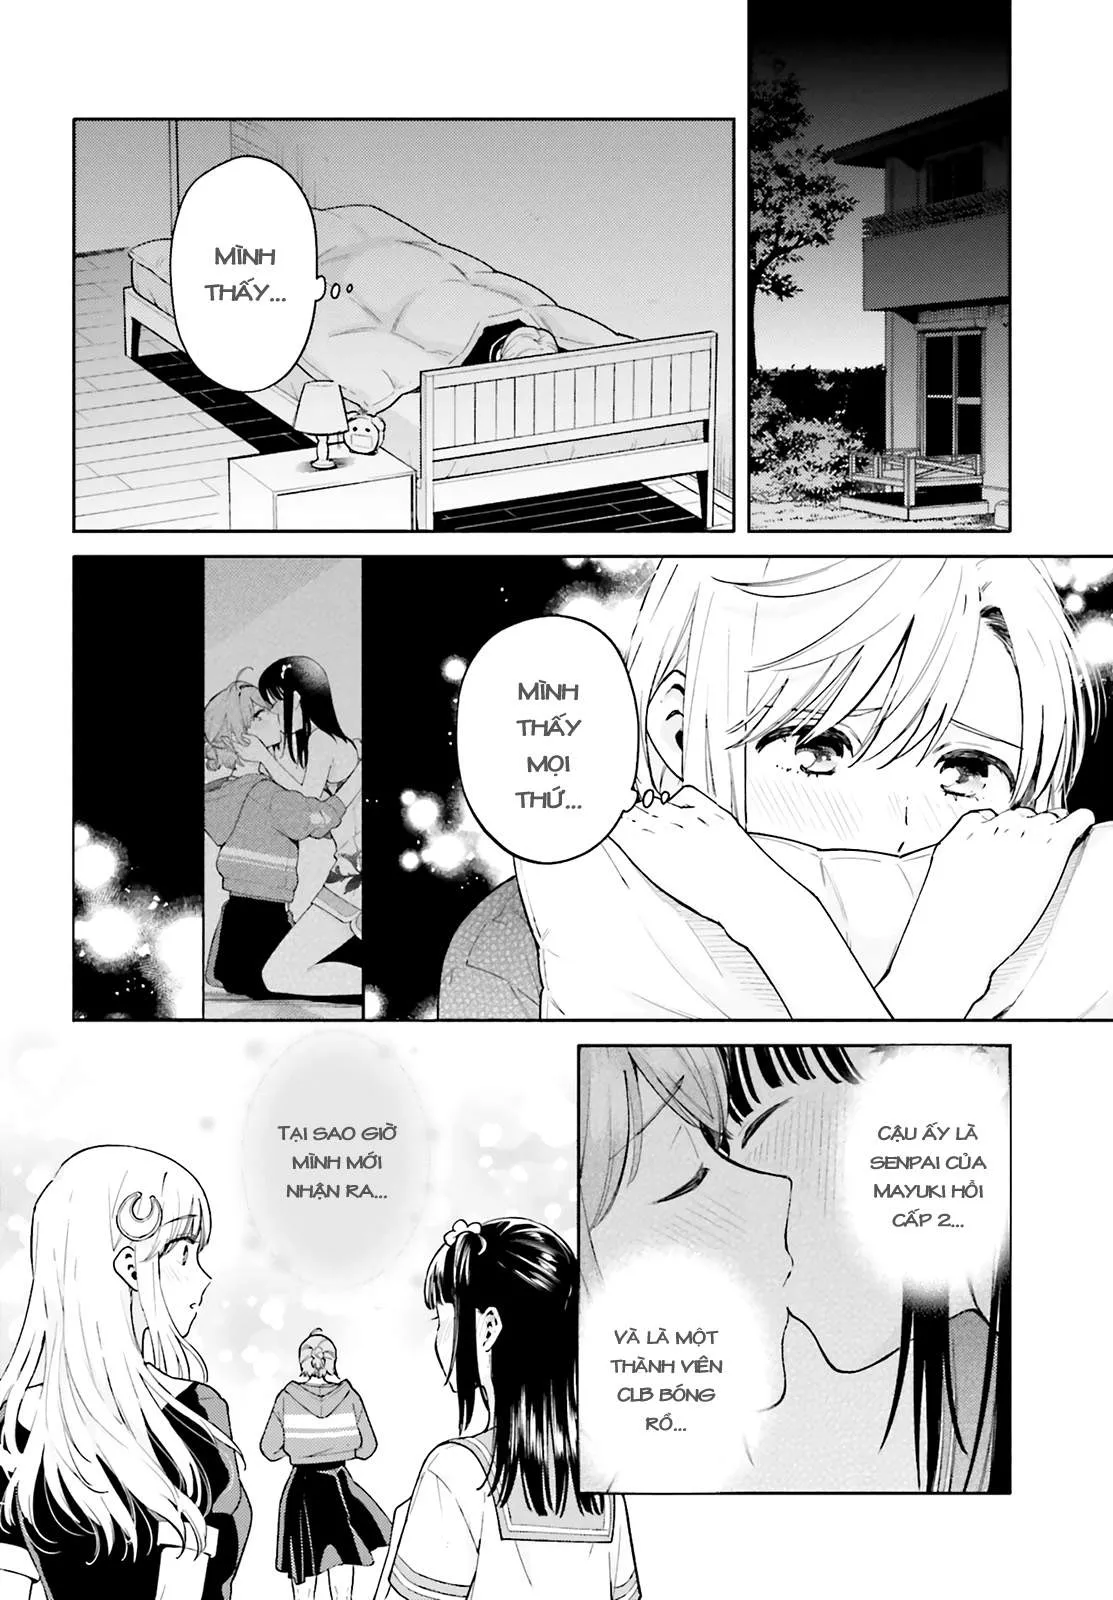 MÌNH
THẤY...
MÌNH
THẤY
MỌI
THỨ...
CẬU ẤY LÀ
SENPAI CỦA
MAYUKI HỒI
CẤP 2...
VÀ LÀ MỘT
THÀNH VIÊN
CLB BÓNG
RỔ...
TẠI SAO GIỜ
MÌNH MỚI
NHẬN RA...